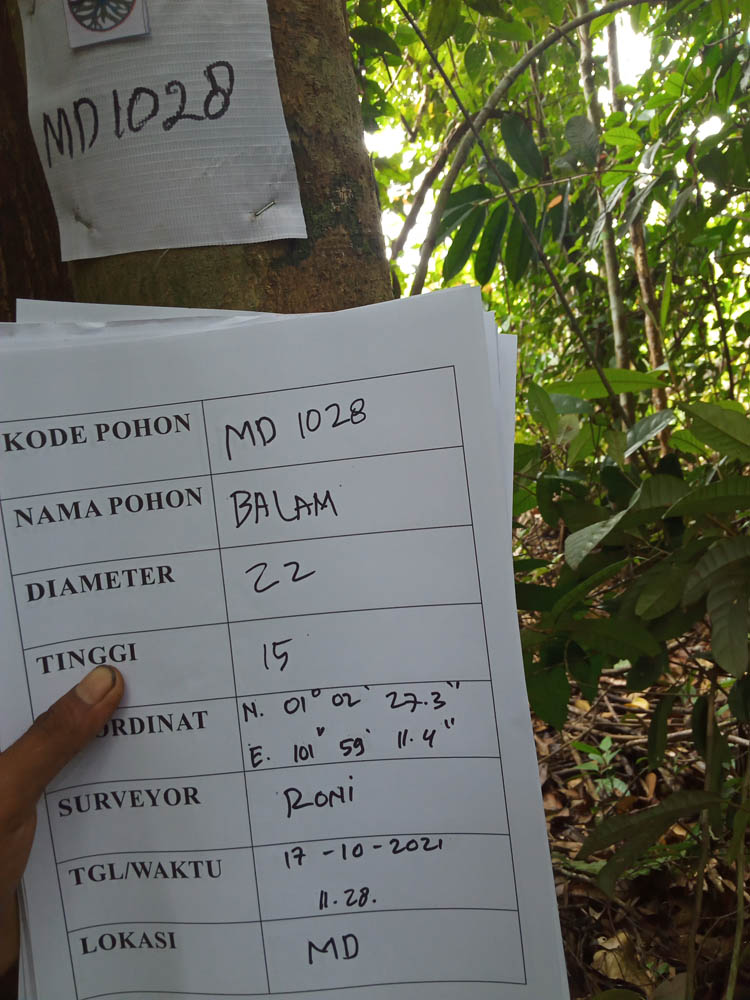 MD 1028
KODE POHON MD 1028
NAMA POHON BALAM
DIAMETER 22
TINGGI 15
ORDINAT N. 01° 02' 27.3"
E. 101° 59' 11.4"
SURVEYOR RONI
TGL/WAKTU 17-10-2021
11.28.
LOKASI MD